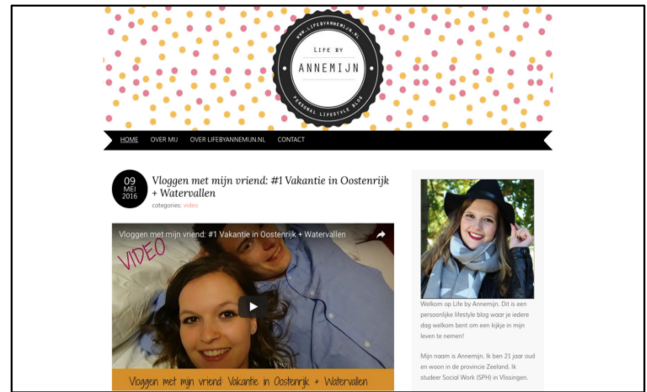 WWW.LIFEBYANNEMIJN.NL
LIFE BY
ANNEMIJN
PERSONAL LIFESTYLE BLOG
HOME OVER MIJ OVER LIFEBYANNEMIJN.NL CONTACT
09
MEI
2016
Vloggen met mijn vriend: #1 Vakantie in Oostenrijk
+ Watervallen
categories: video
Vloggen met mijn vriend: #1 Vakantie in Oostenrijk + Watervallen
VIDEO
Vloggen met mijn vriend: Vakantie in Oostenrijk + Watervallen
Welkom op Life by Annemijn. Dit is een
persoonlijke lifestyle blog waar je iedere
dag welkom bent om een kijkje in mijn
leven te nemen!
Mijn naam is Annemijn. Ik ben 21 jaar oud
en woon in de provincie Zeeland. Ik
studeer Social Work (SPH) in Vlissingen.